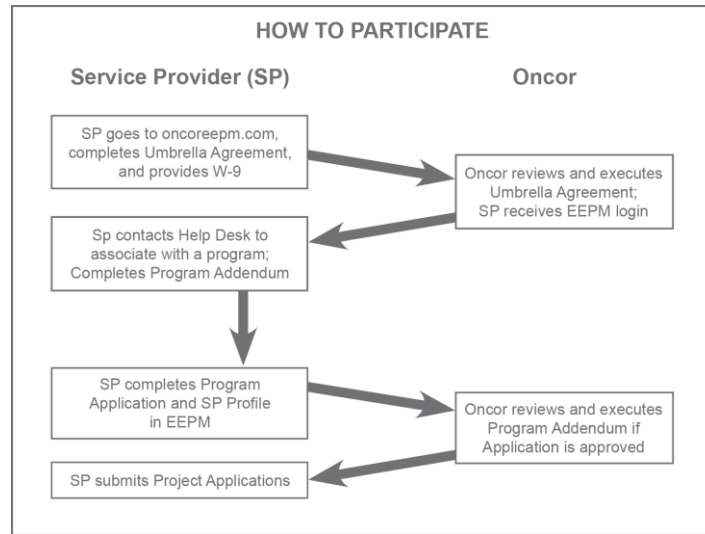 HOW TO PARTICIPATE
Service Provider (SP)
Oncor
SP goes to oncoreepm.com,
completes Umbrella Agreement,
and provides W-9
Oncor reviews and executes
Umbrella Agreement;
SP receives EEPM login
Sp contacts Help Desk to
associate with a program;
Completes Program Addendum
SP completes Program
Application and SP Profile
in EEPM
Oncor reviews and executes
Program Addendum if
Application is approved
SP submits Project Applications